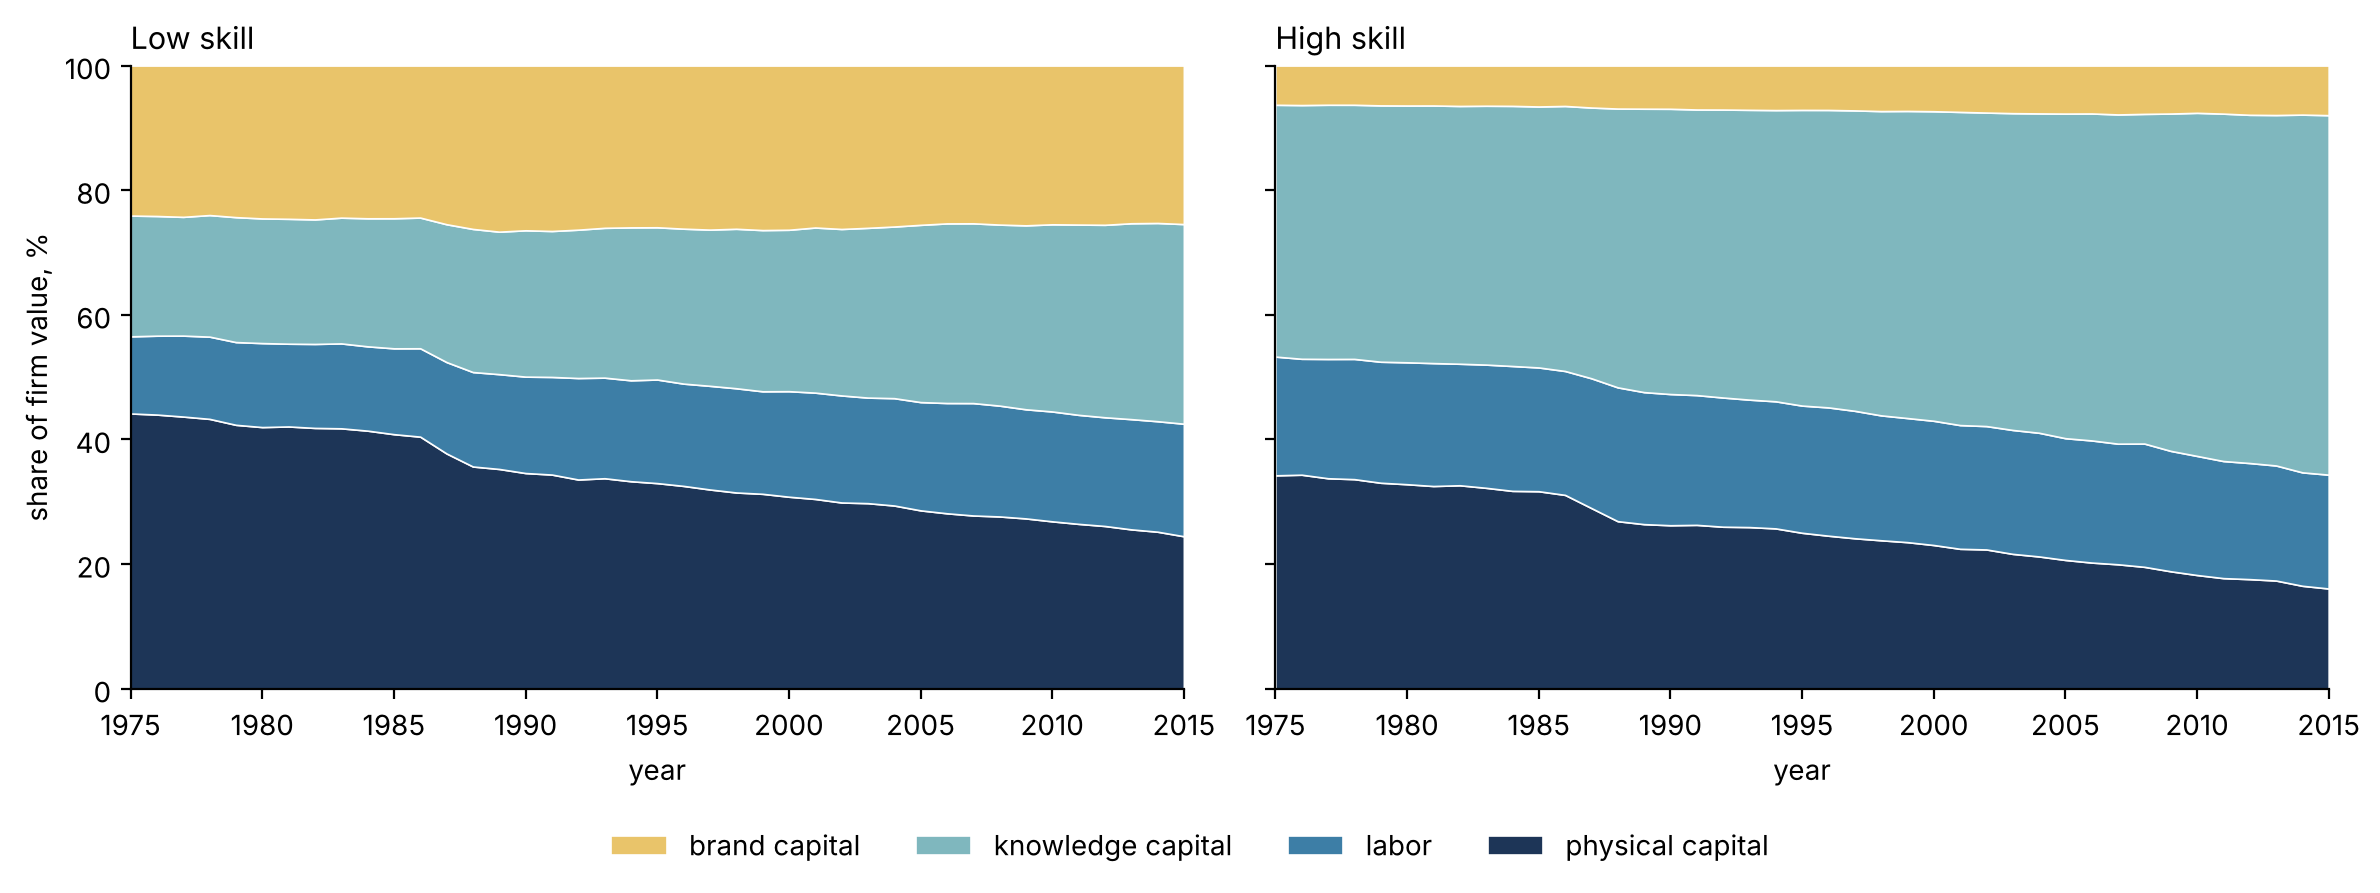 Low skill
High skill
share of firm value, %
100
80
60
40
20
0
1975 1980 1985 1990 1995 2000 2005 2010 2015
1975 1980 1985 1990 1995 2000 2005 2010 2015
year
year
brand capital knowledge capital labor physical capital